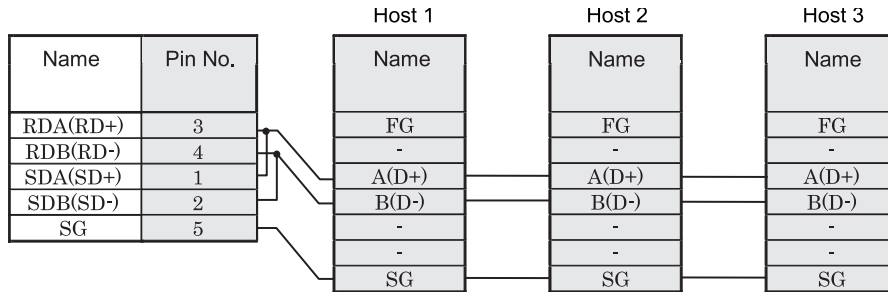 Host 1 Host 2 Host 3
Name Pin No. Name Name Name
RDA(RD+) 3 FG FG FG
RDB(RD-) 4 - - -
SDA(SD+) 1 A(D+) A(D+) A(D+)
SDB(SD-) 2 B(D-) B(D-) B(D-)
SG 5 - - -
- - -
SG SG SG